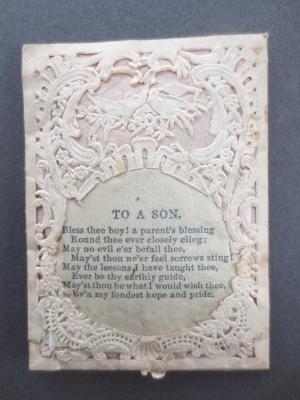 TO A SON.
Bless thee boy! a parent's blessing
Round thee ever closely cling;
May no evil e'er befall thee,
May'st thou ne'er feel sorrows sting!
May the lessons I have taught thee,
Ever be thy earthly guide,
May'st thou be what I would wish thee,
Ev'n my fondest hope and pride.